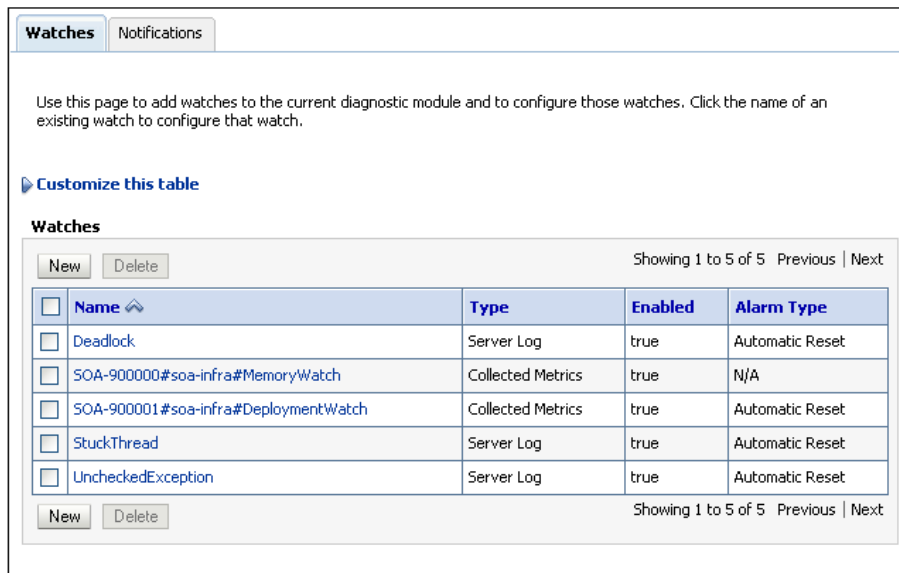 Watches Notifications
Use this page to add watches to the current diagnostic module and to configure those watches. Click the name of an
existing watch to configure that watch.
Customize this table
Watches
New Delete Showing 1 to 5 of 5 Previous | Next
Name Type Enabled Alarm Type
Deadlock Server Log true Automatic Reset
SOA-900000#soa-infra#MemoryWatch Collected Metrics true N/A
SOA-900001#soa-infra#DeploymentWatch Collected Metrics true Automatic Reset
StuckThread Server Log true Automatic Reset
UncheckedException Server Log true Automatic Reset
New Delete Showing 1 to 5 of 5 Previous | Next